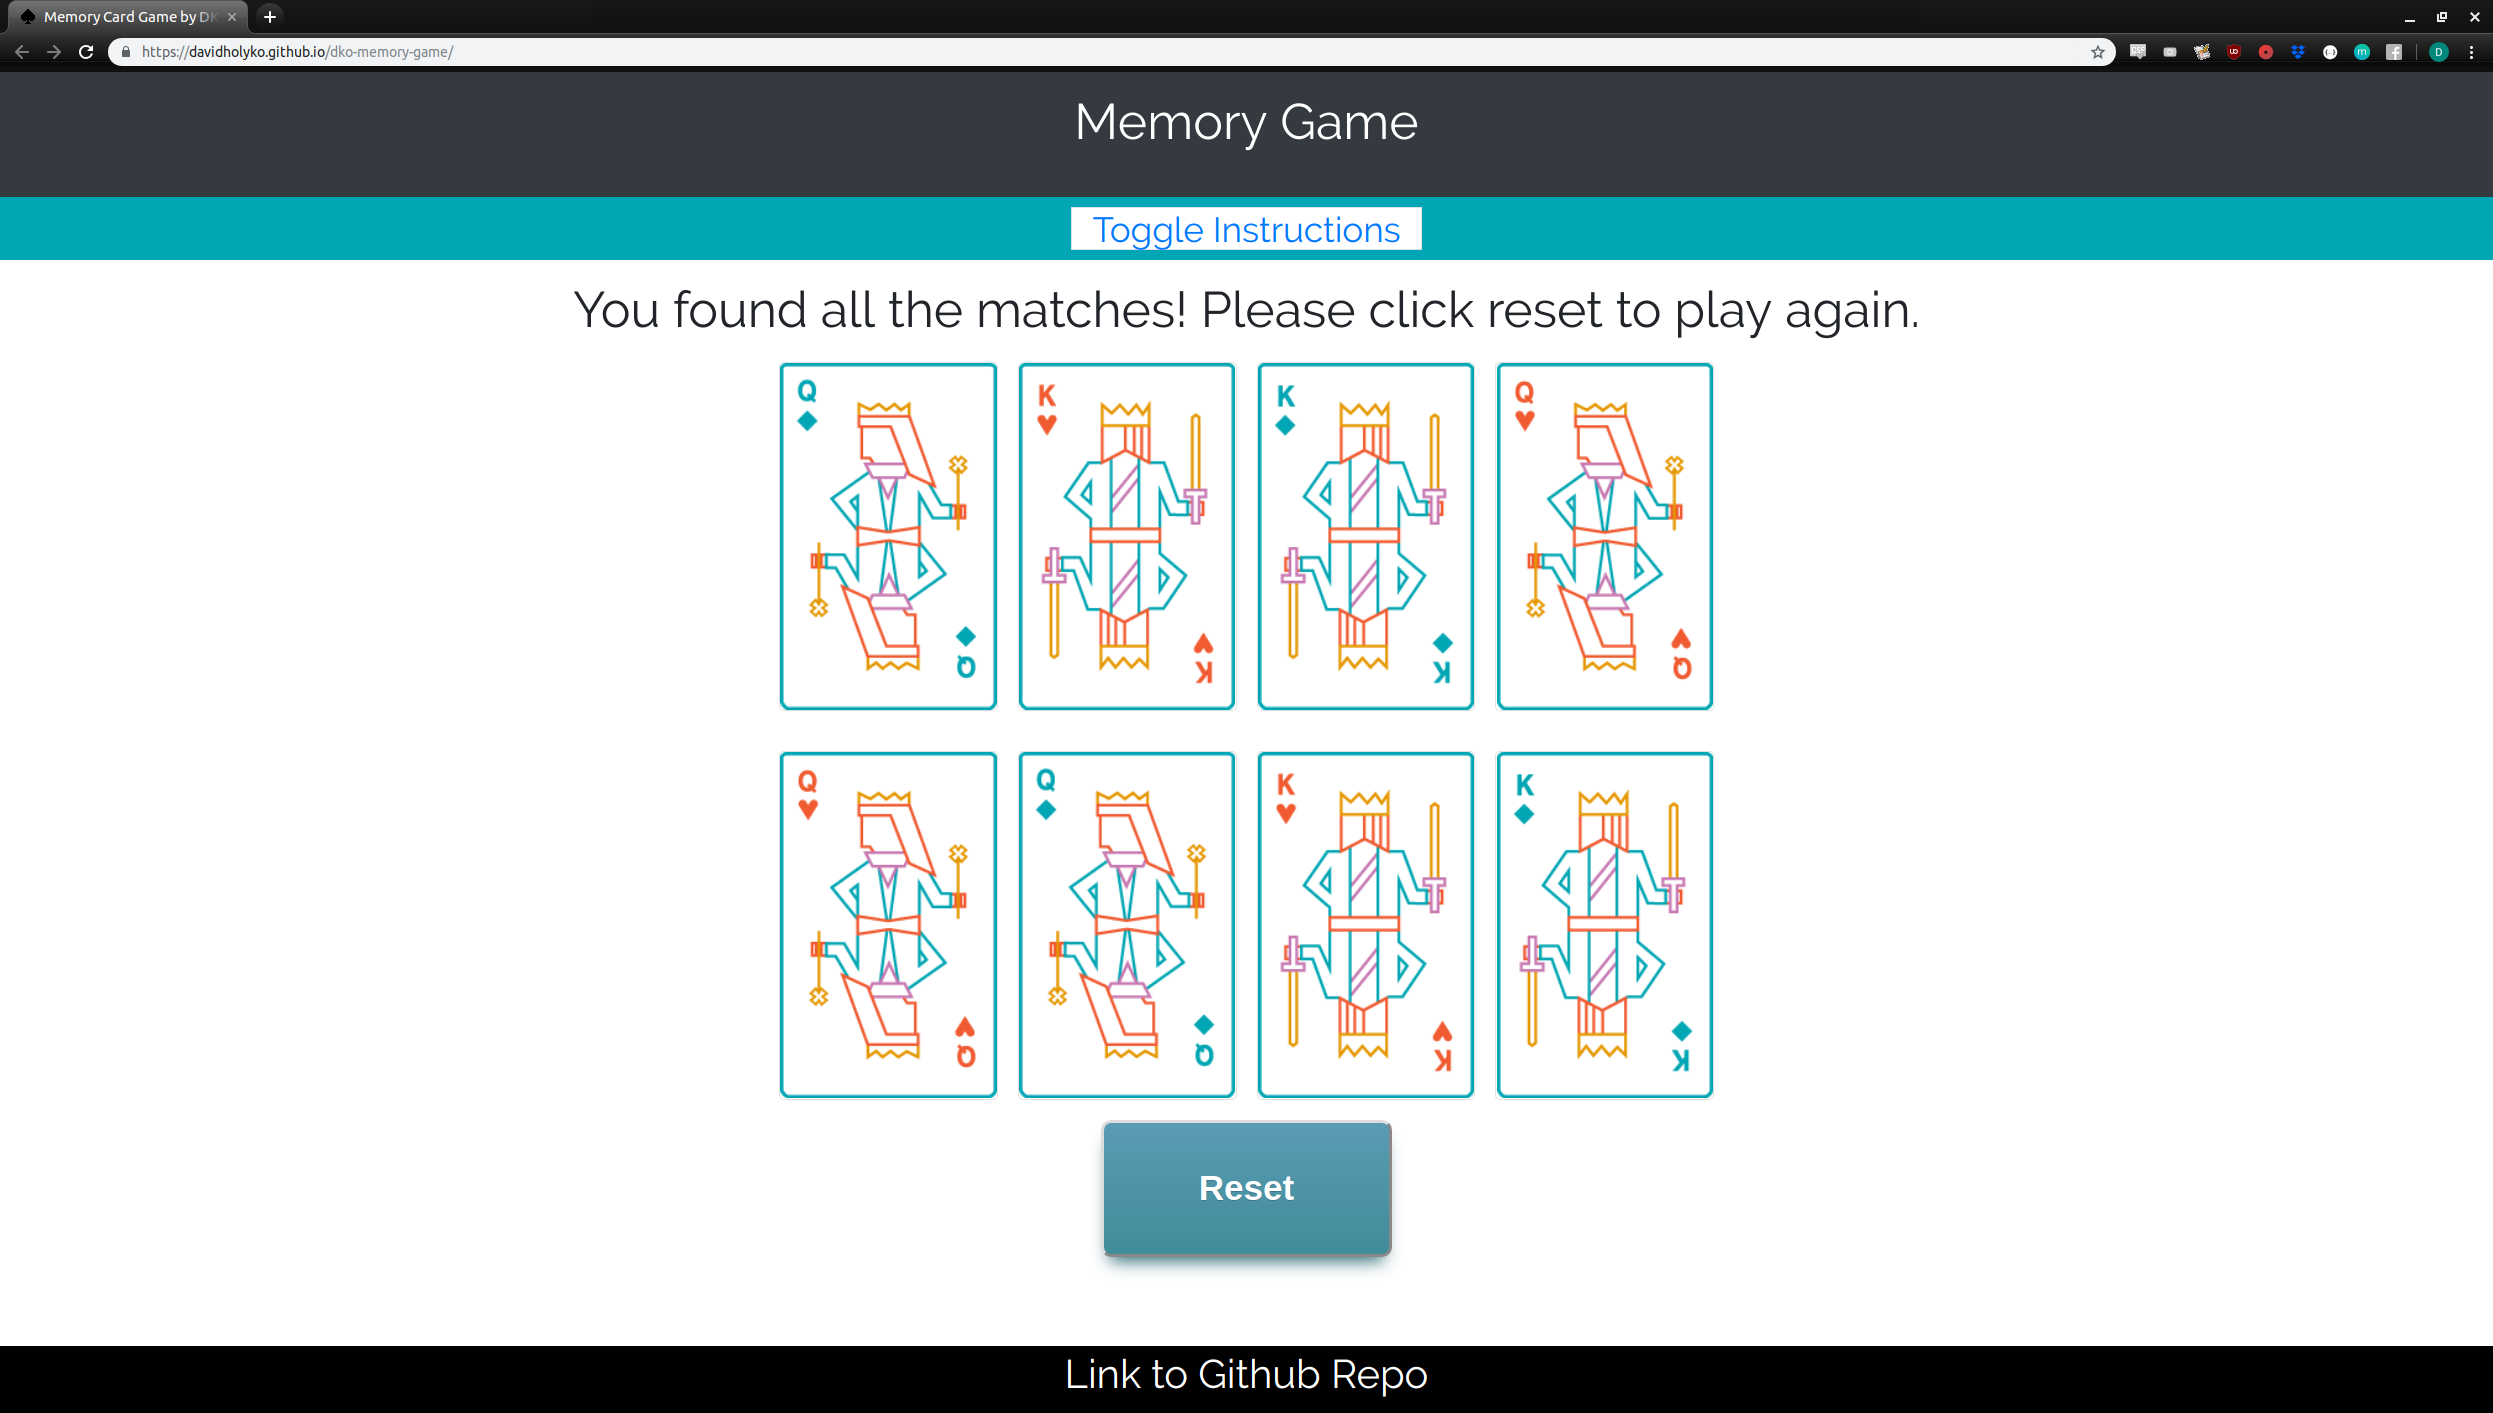 Memory Card Game by DK
https://davidholyko.github.io/dko-memory-game/
D
Memory Game
Toggle Instructions
You found all the matches! Please click reset to play again.
Q K K Q
Q K K Q
Q Q K K
Q Q K K
Reset
Link to Github Repo